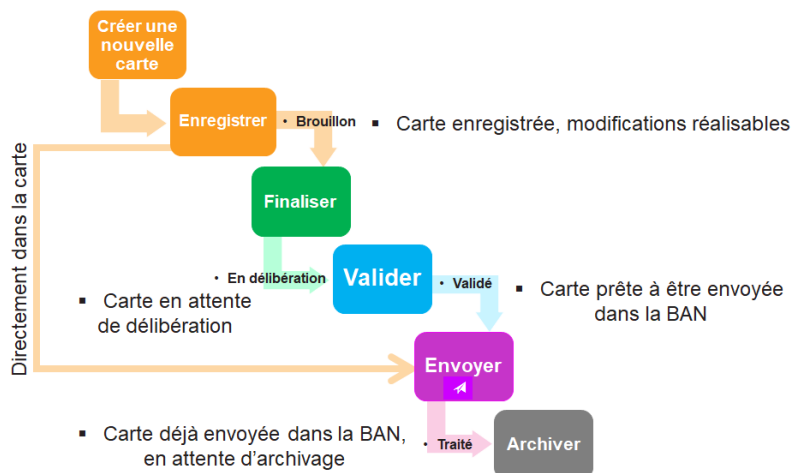 Créer une
nouvelle
carte
Enregistrer
• Brouillon
▪ Carte enregistrée, modifications réalisables
Directement dans la carte
Finaliser
• En délibération
Valider
• Validé
▪ Carte en attente
de délibération
▪ Carte prête à être envoyée
dans la BAN
Envoyer
▪ Carte déjà envoyée dans la BAN,
en attente d’archivage
• Traité
Archiver